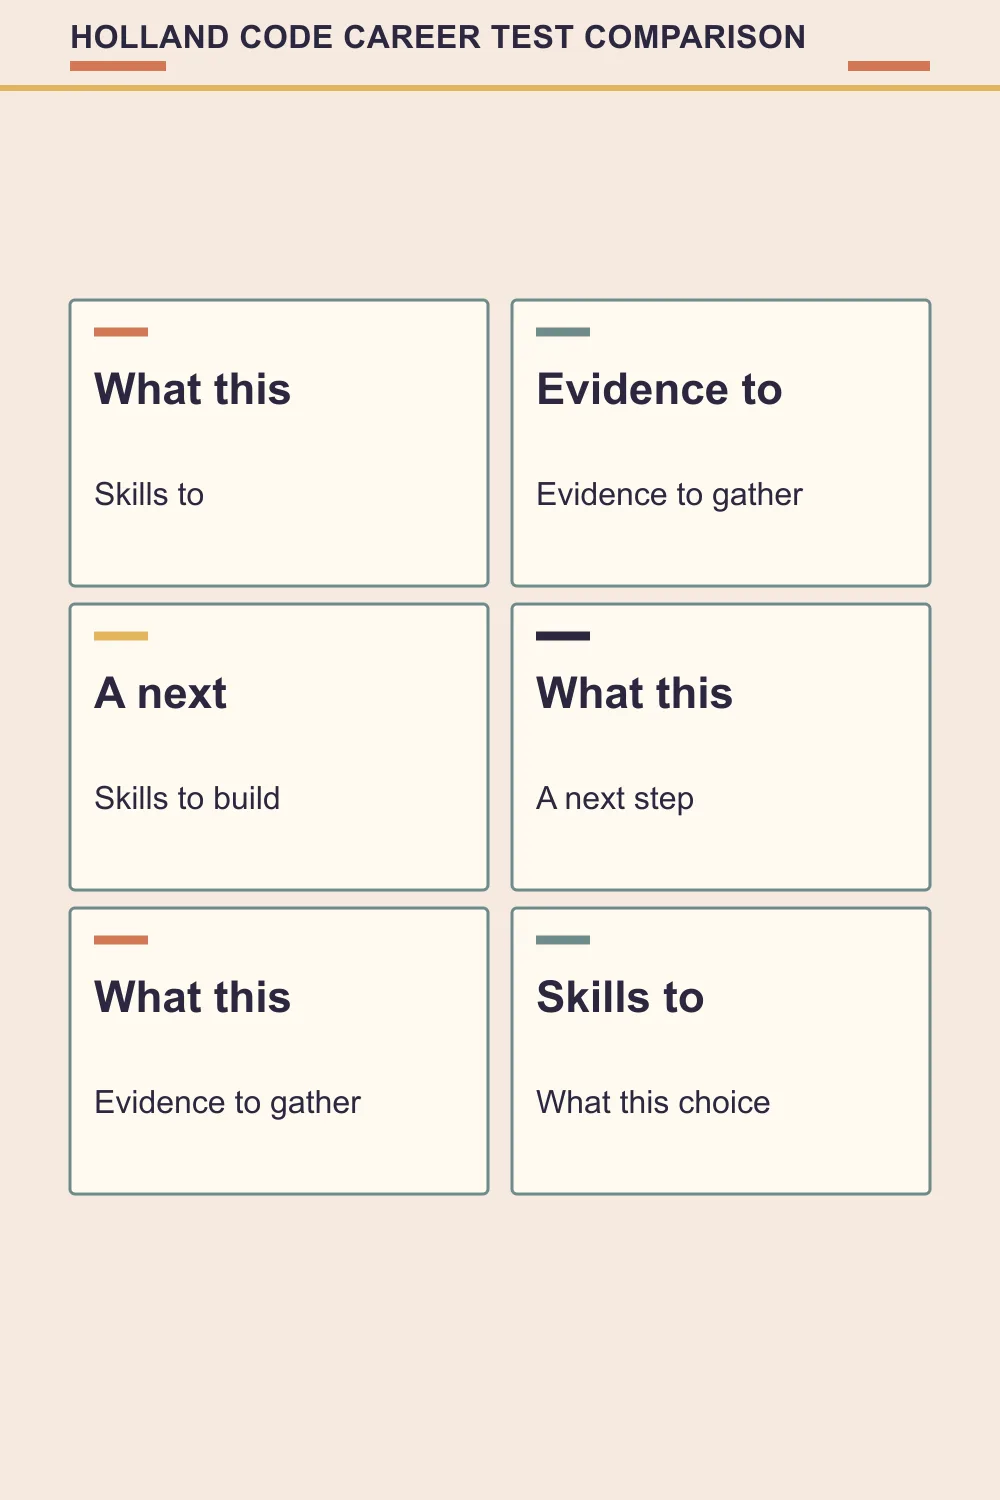 HOLLAND CODE CAREER TEST COMPARISON
What this
Skills to
Evidence to
Evidence to gather
A next
Skills to build
What this
A next step
What this
Evidence to gather
Skills to
What this choice